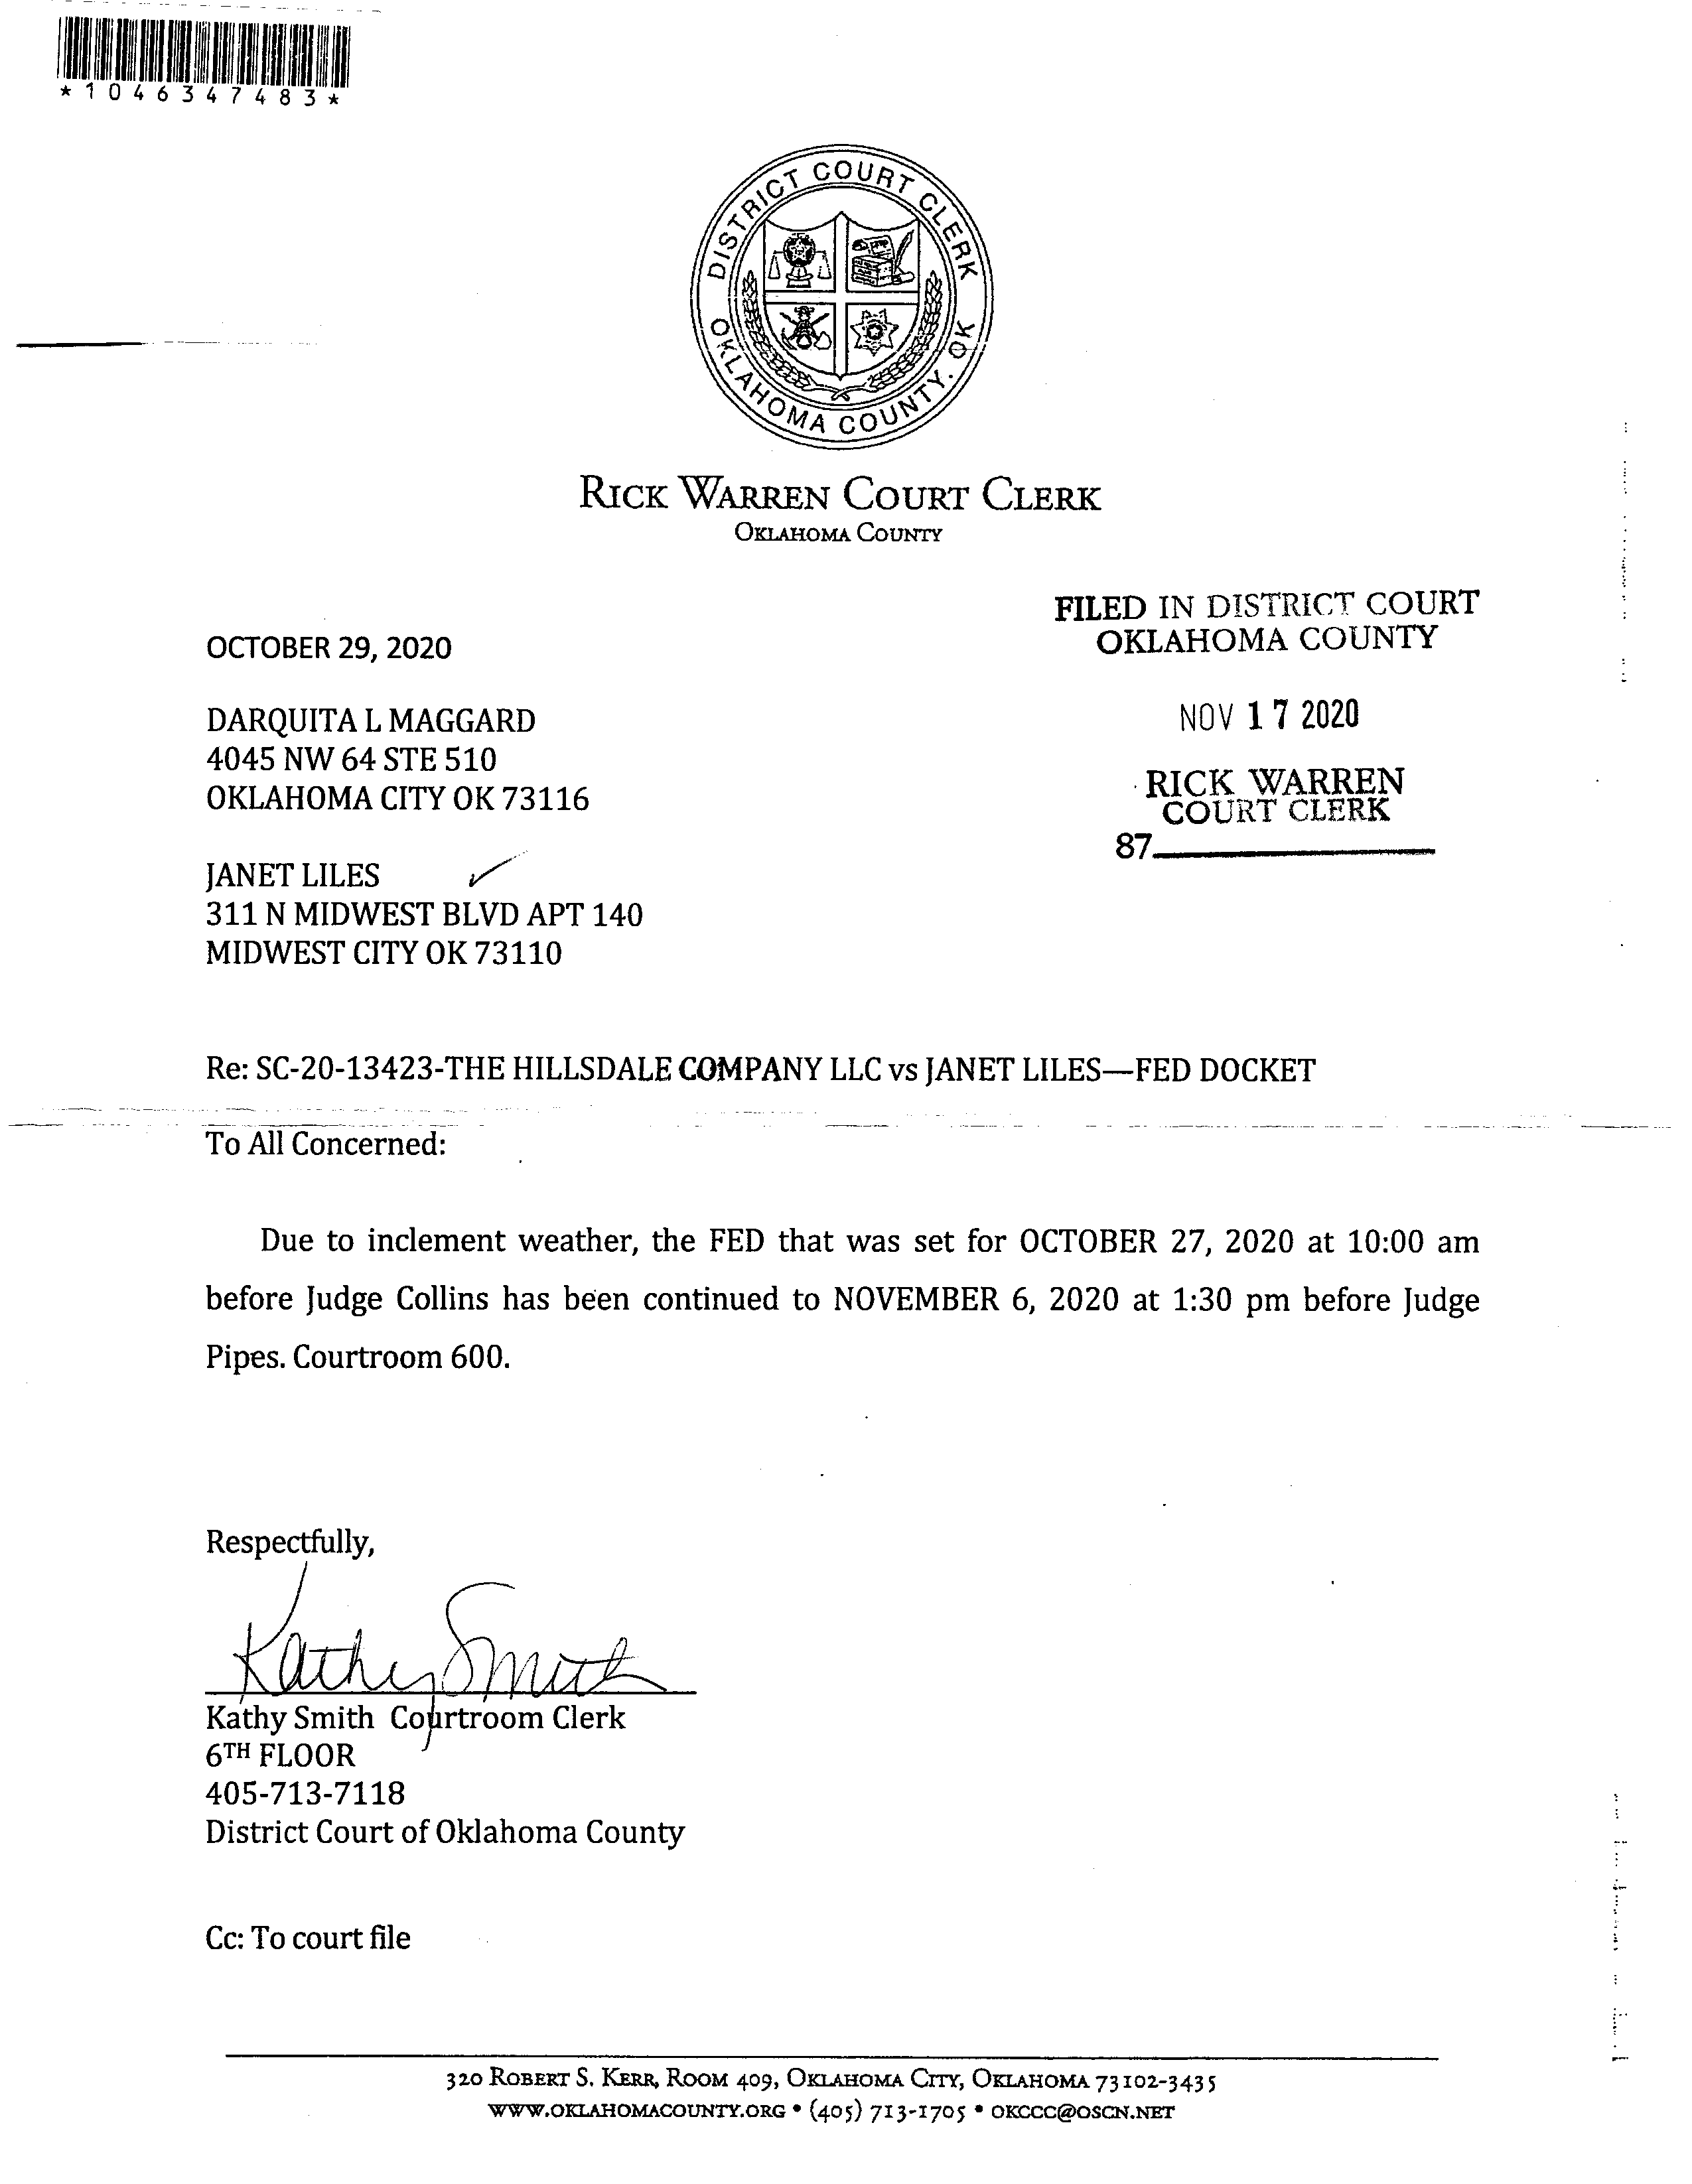 *1046347483*
DISTRICT COURT CLERK
OKLAHOMA COUNTY, OK
RICK WARREN COURT CLERK
OKLAHOMA COUNTY
FILED IN DISTRICT COURT
OKLAHOMA COUNTY
OCTOBER 29, 2020
NOV 17 2020
DARQUITA L MAGGARD
4045 NW 64 STE 510
OKLAHOMA CITY OK 73116
RICK WARREN
COURT CLERK
87
JANET LILES
311 N MIDWEST BLVD APT 140
MIDWEST CITY OK 73110
Re: SC-20-13423-THE HILLSDALE COMPANY LLC vs JANET LILES—FED DOCKET
To All Concerned:
Due to inclement weather, the FED that was set for OCTOBER 27, 2020 at 10:00 am
before Judge Collins has been continued to NOVEMBER 6, 2020 at 1:30 pm before Judge
Pipes. Courtroom 600.
Respectfully,
Kathy Smith
Kathy Smith Courtroom Clerk
6TH FLOOR
405-713-7118
District Court of Oklahoma County
Cc: To court file
320 ROBERT S. KERR, ROOM 409, OKLAHOMA CITY, OKLAHOMA 73102-3435
WWW.OKLAHOMACOUNTY.ORG • (405) 713-1705 • OKCCC@OSCN.NET